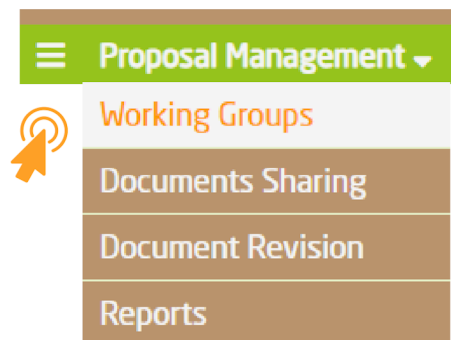 Proposal Management
Working Groups
Documents Sharing
Document Revision
Reports